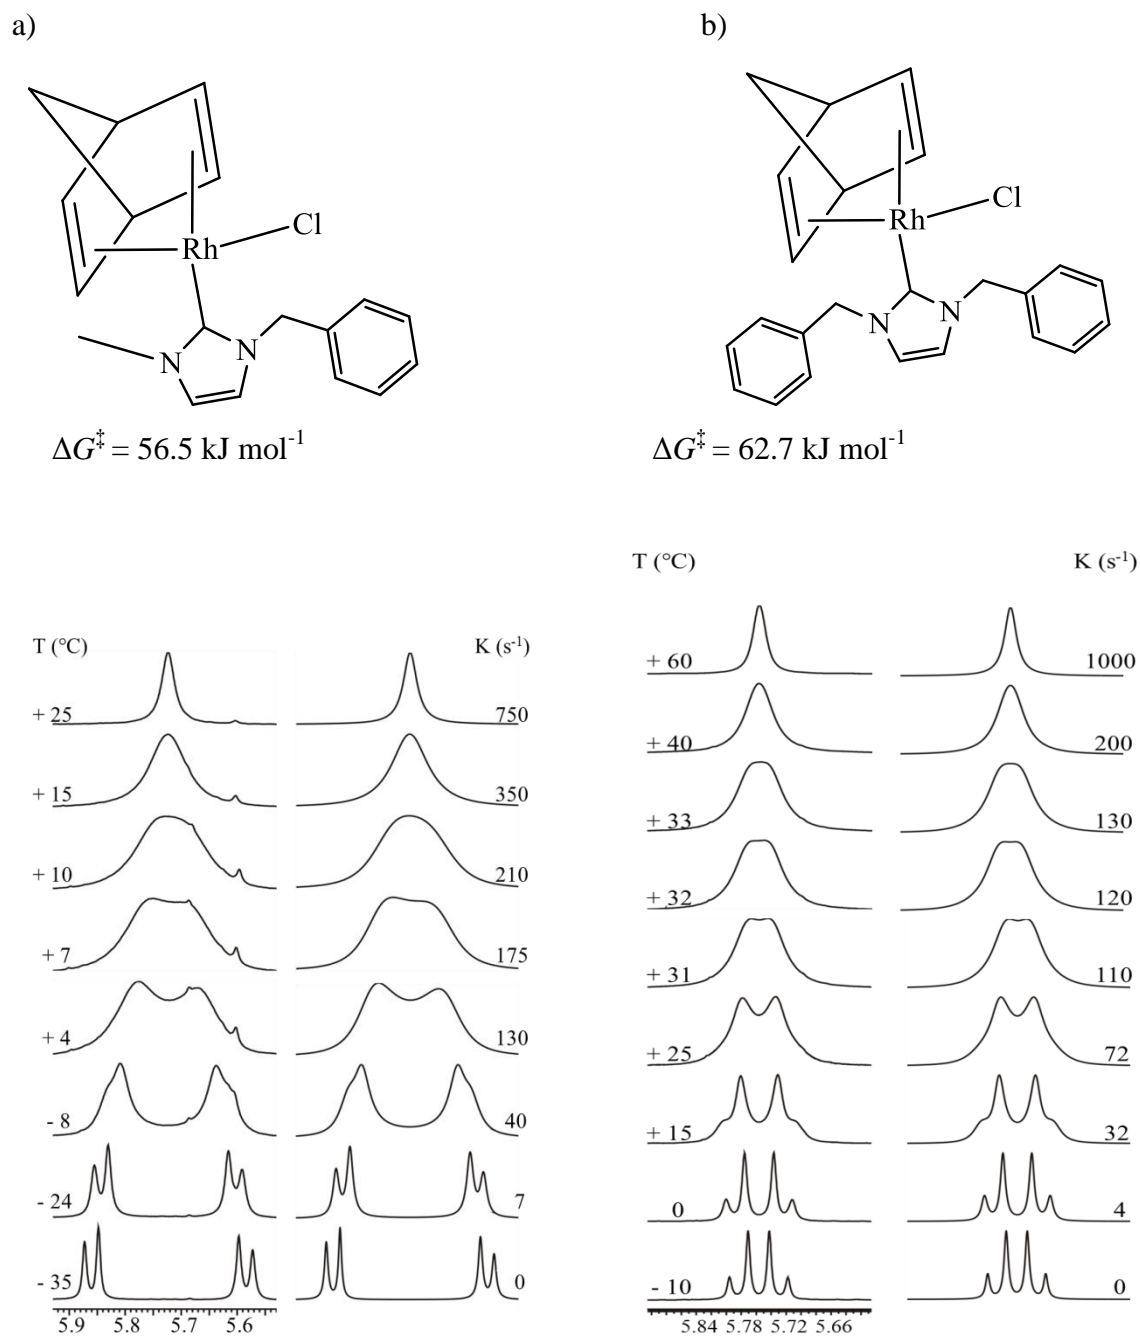 a)
b)
Rh
Cl
N
N
Rh
Cl
N
N
ΔG‡ = 56.5 kJ mol-1
ΔG‡ = 62.7 kJ mol-1
T (°C)
K (s-1)
+ 25
750
+ 15
350
+ 10
210
+ 7
175
+ 4
130
- 8
40
- 24
7
- 35
0
5.9 5.8 5.7 5.6
T (°C)
K (s-1)
+ 60
1000
+ 40
200
+ 33
130
+ 32
120
+ 31
110
+ 25
72
+ 15
32
0
4
- 10
0
5.84 5.78 5.72 5.66